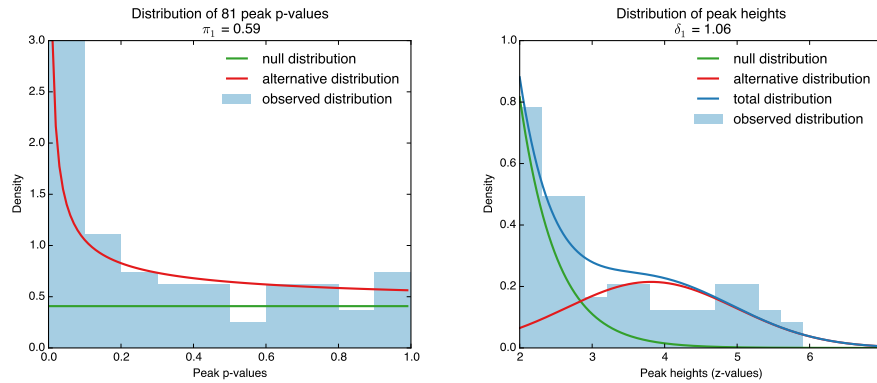 Distribution of 81 peak p-values
π₁ = 0.59
3.0
2.5
2.0
1.5
1.0
0.5
0.0
Density
null distribution
alternative distribution
observed distribution
0.0
0.2
0.4
0.6
0.8
1.0
Peak p-values
Distribution of peak heights
δ₁ = 1.06
1.0
0.8
0.6
0.4
0.2
0.0
Density
null distribution
alternative distribution
total distribution
observed distribution
2
3
4
5
6
Peak heights (z-values)